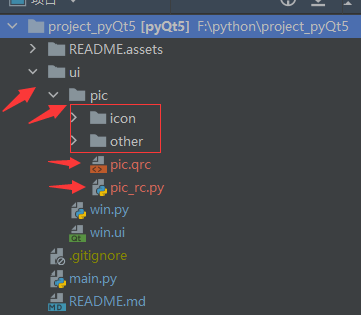 project_pyQt5 [pyQt5] F:\python\project_pyQt5
README.assets
ui
pic
icon
other
pic.qrc
pic_rc.py
win.py
win.ui
.gitignore
main.py
README.md